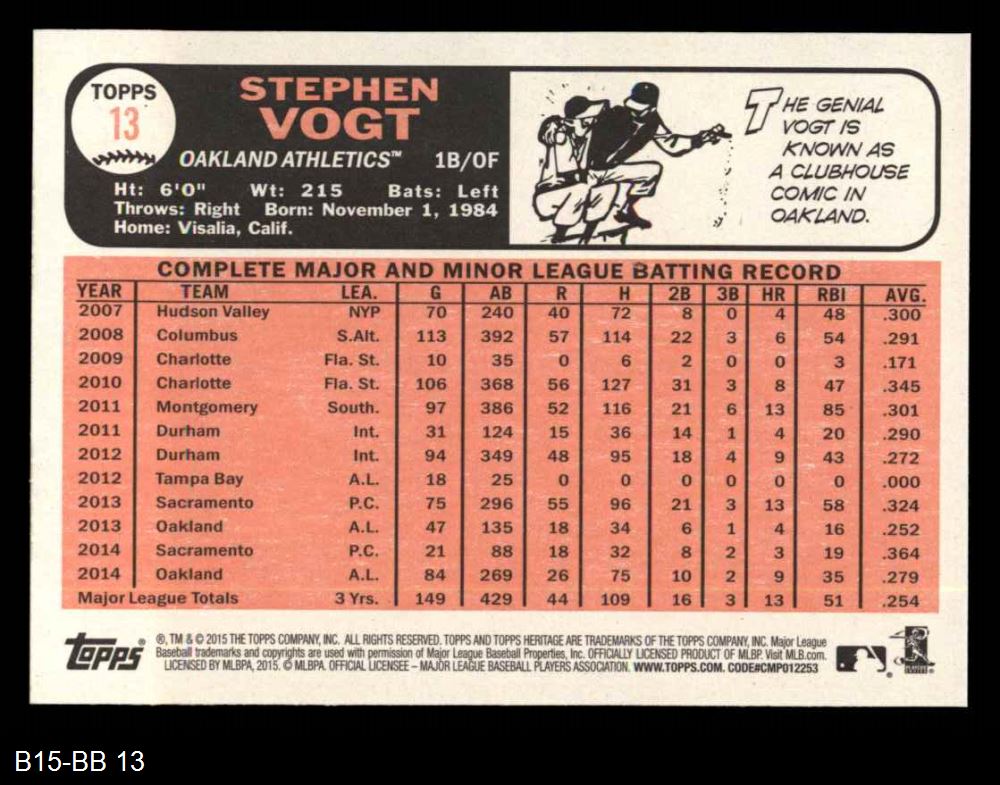 TOPPS
13
STEPHEN
VOGT
OAKLAND ATHLETICS™ 1B/OF
Ht: 6'0" Wt: 215 Bats: Left
Throws: Right Born: November 1, 1984
Home: Visalia, Calif.
THE GENIAL
VOGT IS
KNOWN AS
A CLUBHOUSE
COMIC IN
OAKLAND.
COMPLETE MAJOR AND MINOR LEAGUE BATTING RECORD
YEAR TEAM LEA. G AB R H 2B 3B HR RBI AVG.
2007 Hudson Valley NYP 70 240 40 72 8 0 4 48 .300
2008 Columbus S.Alt. 113 392 57 114 22 3 6 54 .291
2009 Charlotte Fla. St. 10 35 0 6 2 0 0 3 .171
2010 Charlotte Fla. St. 106 368 56 127 31 3 8 47 .345
2011 Montgomery South. 97 386 52 116 21 6 13 85 .301
2011 Durham Int. 31 124 15 36 14 1 4 20 .290
2012 Durham Int. 94 349 48 95 18 4 9 43 .272
2012 Tampa Bay A.L. 18 25 0 0 0 0 0 0 .000
2013 Sacramento P.C. 75 296 55 96 21 3 13 58 .324
2013 Oakland A.L. 47 135 18 34 6 1 4 16 .252
2014 Sacramento P.C. 21 88 18 32 8 2 3 19 .364
2014 Oakland A.L. 84 269 26 75 10 2 9 35 .279
Major League Totals 3 Yrs. 149 429 44 109 16 3 13 51 .254
Topps®
®, TM & © 2015 THE TOPPS COMPANY, INC. ALL RIGHTS RESERVED. TOPPS AND TOPPS HERITAGE ARE TRADEMARKS OF THE TOPPS COMPANY, INC. Major League
Baseball trademarks and copyrights are used with permission of Major League Baseball Properties, Inc. OFFICIALLY LICENSED PRODUCT OF MLBP. Visit MLB.com.
LICENSED BY MLBPA, 2015. © MLBPA. OFFICIAL LICENSEE – MAJOR LEAGUE BASEBALL PLAYERS ASSOCIATION. WWW.TOPPS.COM. CODE#CMP012253
B15-BB 13